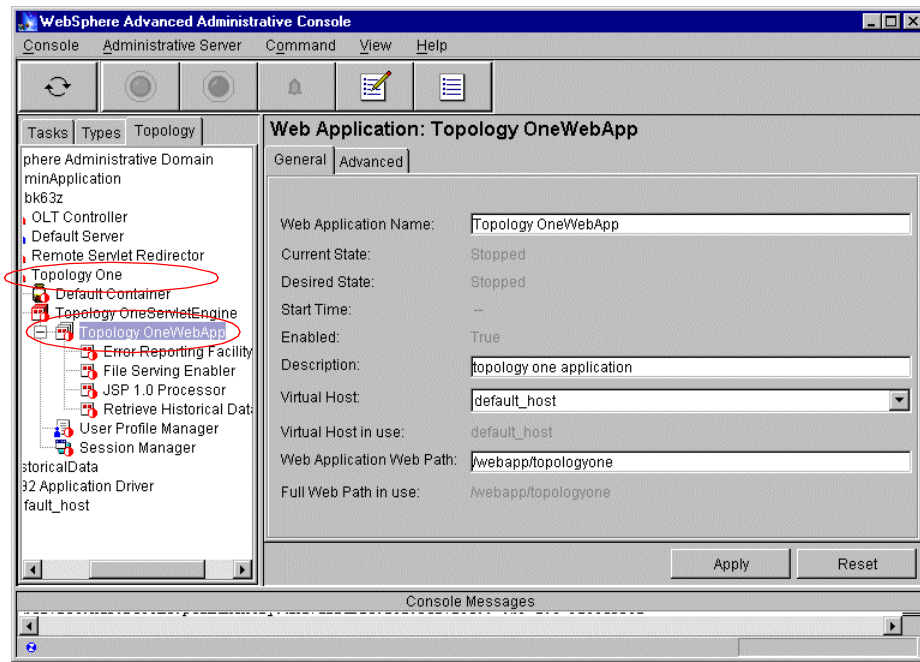 WebSphere Advanced Administrative Console
Console Administrative Server Command View Help
Tasks Types Topology
phere Administrative Domain
minApplication
bk63z
OLT Controller
Default Server
Remote Servlet Redirector
Topology One
Default Container
Topology OneServletEngine
Topology OneWebApp
Error Reporting Facility
File Serving Enabler
JSP 1.0 Processor
Retrieve Historical Dat
User Profile Manager
Session Manager
storicalData
32 Application Driver
fault_host
Web Application: Topology OneWebApp
General Advanced
Web Application Name: Topology OneWebApp
Current State: Stopped
Desired State: Stopped
Start Time: --
Enabled: True
Description: topology one application
Virtual Host: default_host
Virtual Host in use: default_host
Web Application Web Path: /webapp/topologyone
Full Web Path in use: /webapp/topologyone
Apply Reset
Console Messages